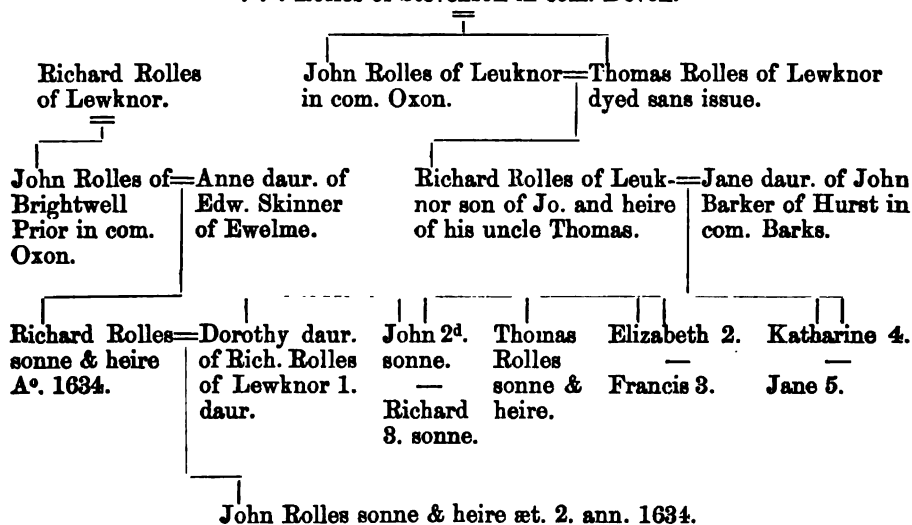 Richard Rolles
of Lewknor.
John Rolles of Leuknor=Thomas Rolles of Lewknor
in com. Oxon. dyed sans issue.
John Rolles of=Anne daur. of
Brightwell Edw. Skinner
Prior in com. of Ewelme.
Oxon.
Richard Rolles of Leuk-=Jane daur. of John
nor son of Jo. and heire Barker of Hurst in
of his uncle Thomas. com. Barks.
Richard Rolles=Dorothy daur.
sonne & heire of Rich. Rolles
Aº. 1634. of Lewknor 1.
daur.
John 2d.
sonne.
—
Richard
3. sonne.
Thomas
Rolles
sonne &
heire.
Elizabeth 2.
—
Francis 3.
Katharine 4.
—
Jane 5.
John Rolles sonne & heire æt. 2. ann. 1634.